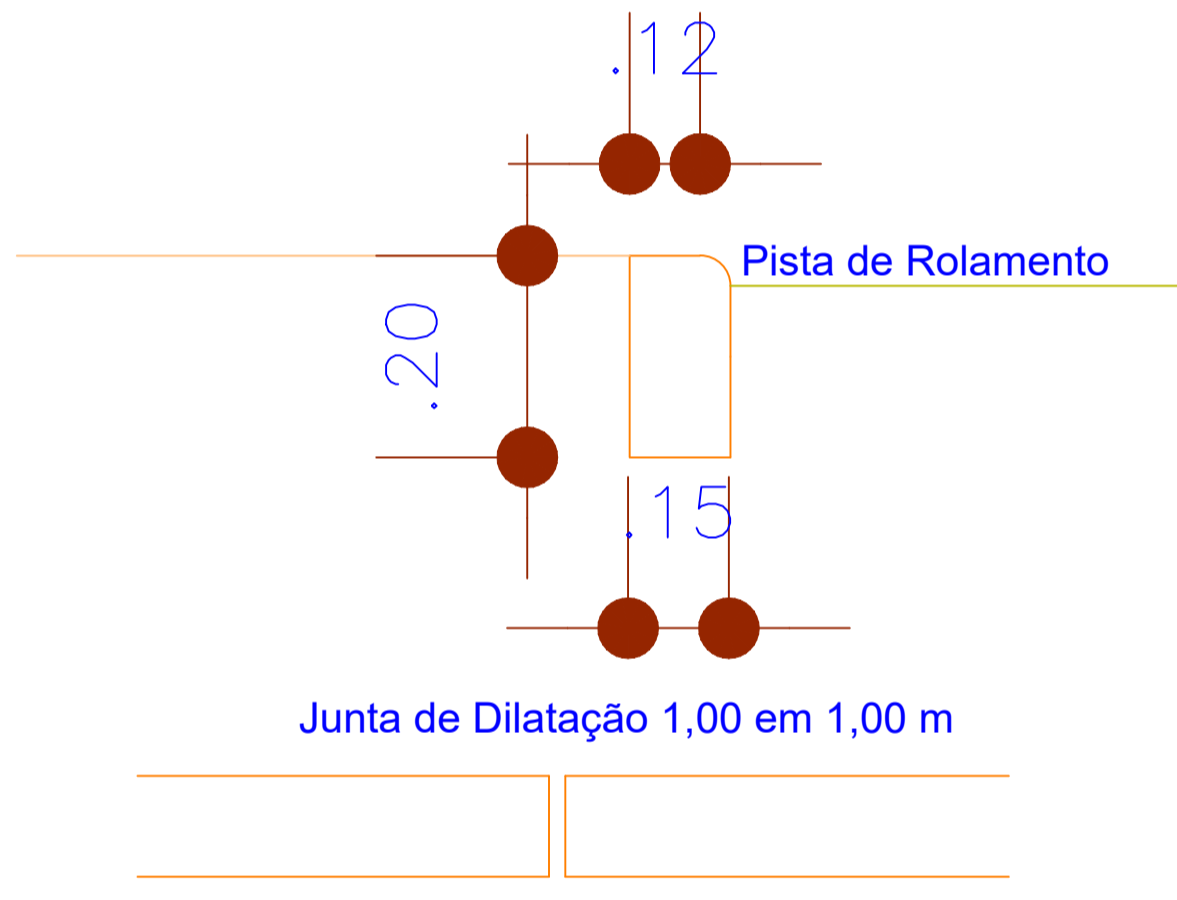 .12
Pista de Rolamento
.20
.15
Junta de Dilatação 1,00 em 1,00 m